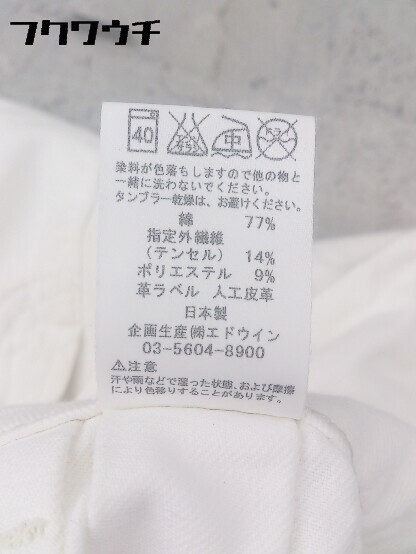 フクワウチ
40
エンソ
サラシ
中
ドライ
染料が色落ちしますので他の物と
一緒に洗わないでください。
タンブラー乾燥は、お避けください。
綿 77%
指定外繊維
(テンセル) 14%
ポリエステル 9%
革ラベル 人工皮革
日本製
企画生産㈱エドウイン
03-5604-8900
⚠注意
汗や雨などで湿った状態、および摩擦
により色移りすることがあります。